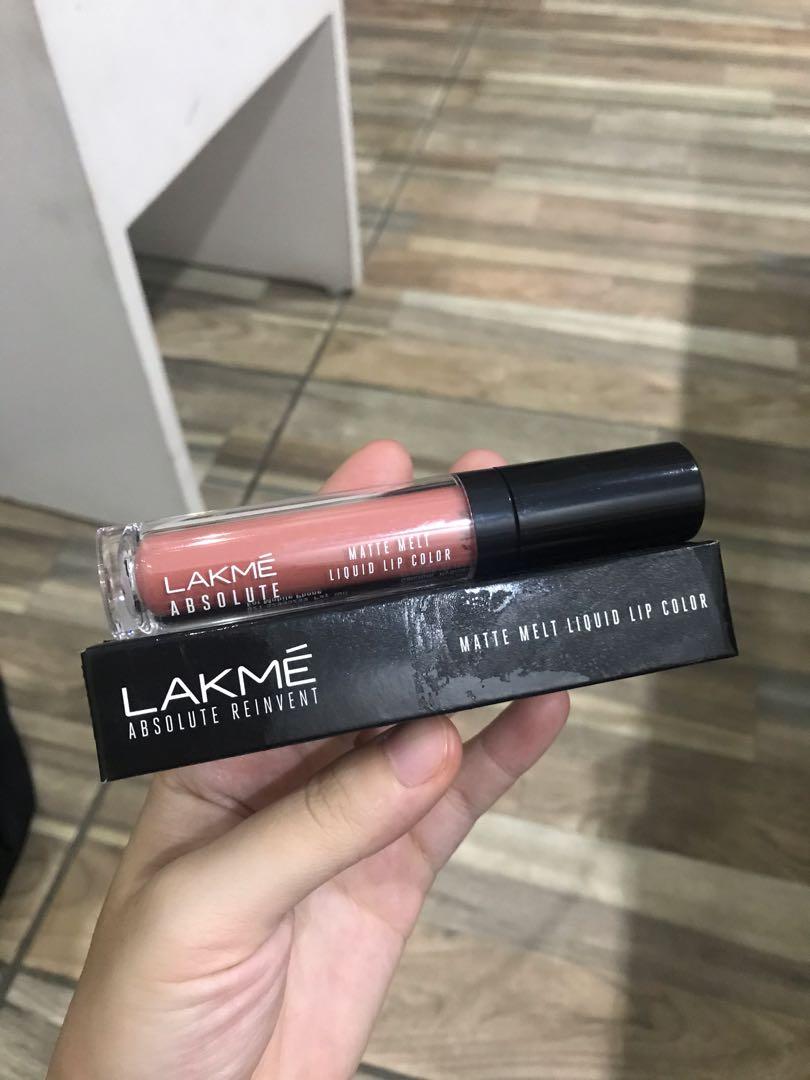 LAKMÉ
ABSOLUTE
MATTE MELT
LIQUID LIP COLOR
LAKMÉ
ABSOLUTE REINVENT
MATTE MELT LIQUID LIP COLOR